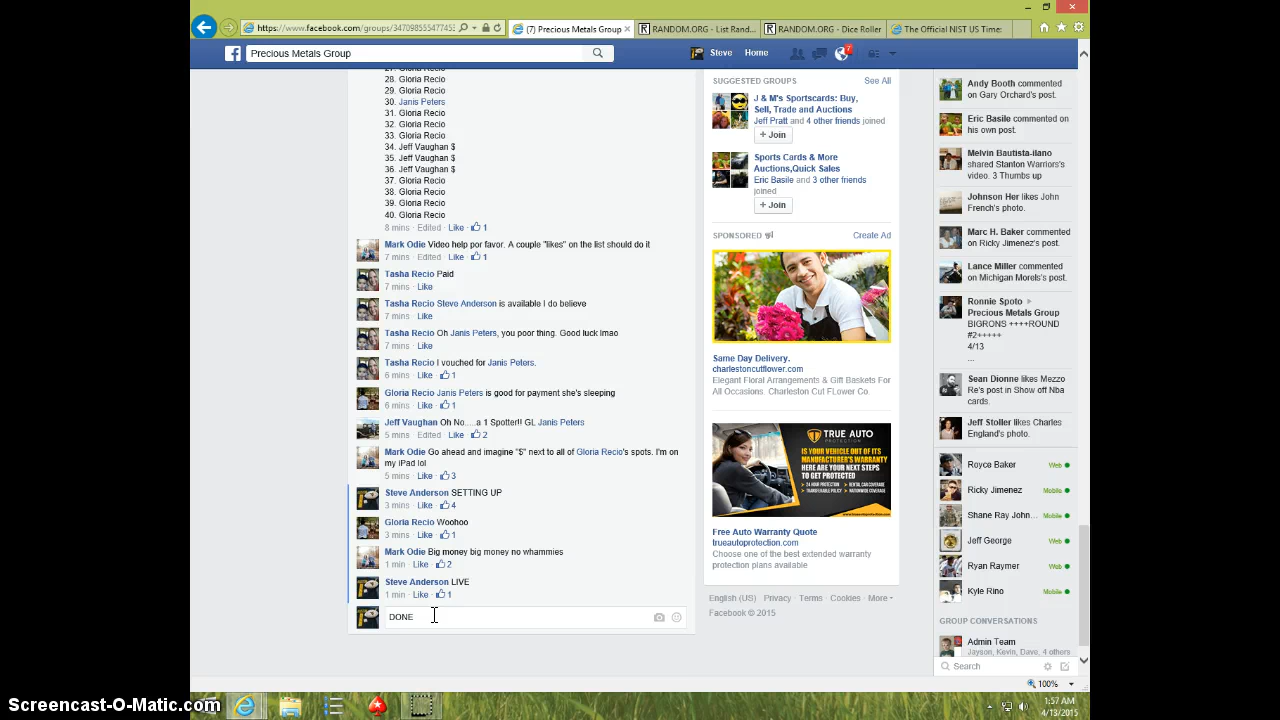 https://www.facebook.com/groups/34709855547745
(7) Precious Metals Group
RANDOM.ORG - List Rand...
RANDOM.ORG - Dice Roller
The Official NIST US Time:
Precious Metals Group
Steve
Home
7
28. Gloria Recio
29. Gloria Recio
30. Janis Peters
31. Gloria Recio
32. Gloria Recio
33. Gloria Recio
34. Jeff Vaughan $
35. Jeff Vaughan $
36. Jeff Vaughan $
37. Gloria Recio
38. Gloria Recio
39. Gloria Recio
40. Gloria Recio
8 mins · Edited · Like · 1
Mark Odie Video help por favor. A couple "likes" on the list should do it
7 mins · Edited · Like · 1
Tasha Recio Paid
7 mins · Like
Tasha Recio Steve Anderson is available I do believe
7 mins · Like
Tasha Recio Oh Janis Peters, you poor thing. Good luck lmao
7 mins · Like
Tasha Recio I vouched for Janis Peters.
6 mins · Like · 1
Gloria Recio Janis Peters is good for payment she's sleeping
6 mins · Like · 1
Jeff Vaughan Oh No.....a 1 Spotter!! GL Janis Peters
5 mins · Edited · Like · 2
Mark Odie Go ahead and imagine "$" next to all of Gloria Recio's spots. I'm on
my iPad lol
5 mins · Like · 3
Steve Anderson SETTING UP
3 mins · Like · 4
Gloria Recio Woohoo
3 mins · Like · 1
Mark Odie Big money big money no whammies
1 min · Like · 2
Steve Anderson LIVE
1 min · Like · 1
DONE
SUGGESTED GROUPS
See All
J & M's Sportscards: Buy,
Sell, Trade and Auctions
Jeff Pratt and 4 other friends joined
+ Join
Sports Cards & More
Auctions,Quick Sales
Eric Basile and 3 other friends
joined
+ Join
SPONSORED
Create Ad
Same Day Delivery.
charlestoncutflower.com
Elegant Floral Arrangements & Gift Baskets For
All Occasions. Charleston Cut FLower Co.
TRUE AUTO
PROTECTION
IS YOUR VEHICLE OUT OF ITS
MANUFACTURER'S WARRANTY
HERE ARE YOUR NEXT STEPS
TO GET PROTECTED
Free Auto Warranty Quote
trueautoprotection.com
Choose one of the best extended warranty
protection plans available
English (US) · Privacy · Terms · Cookies · More
Facebook © 2015
Andy Booth commented
on Gary Orchard's post.
Eric Basile commented on
his own post.
Melvin Bautista-ilano
shared Stanton Warriors's
video. 3 Thumbs up
Johnson Her likes John
French's photo.
Marc H. Baker commented
on Ricky Jimenez's post.
Lance Miller commented
on Michigan Morels's post.
Ronnie Spoto
Precious Metals Group
BIGRONS ++++ROUND
#2+++++
4/13
...
Sean Dionne likes Mezzo
Re's post in Show off Nba
cards.
Jeff Stoller likes Charles
England's photo.
Royce Baker Web
Ricky Jimenez Mobile
Shane Ray John... Mobile
Jeff George Web
Ryan Raymer Web
Kyle Rino Mobile
GROUP CONVERSATIONS
Admin Team
Jayson, Kevin, Dave, 4 others
Search
100%
1:57 AM
4/13/2015
Screencast-O-Matic.com